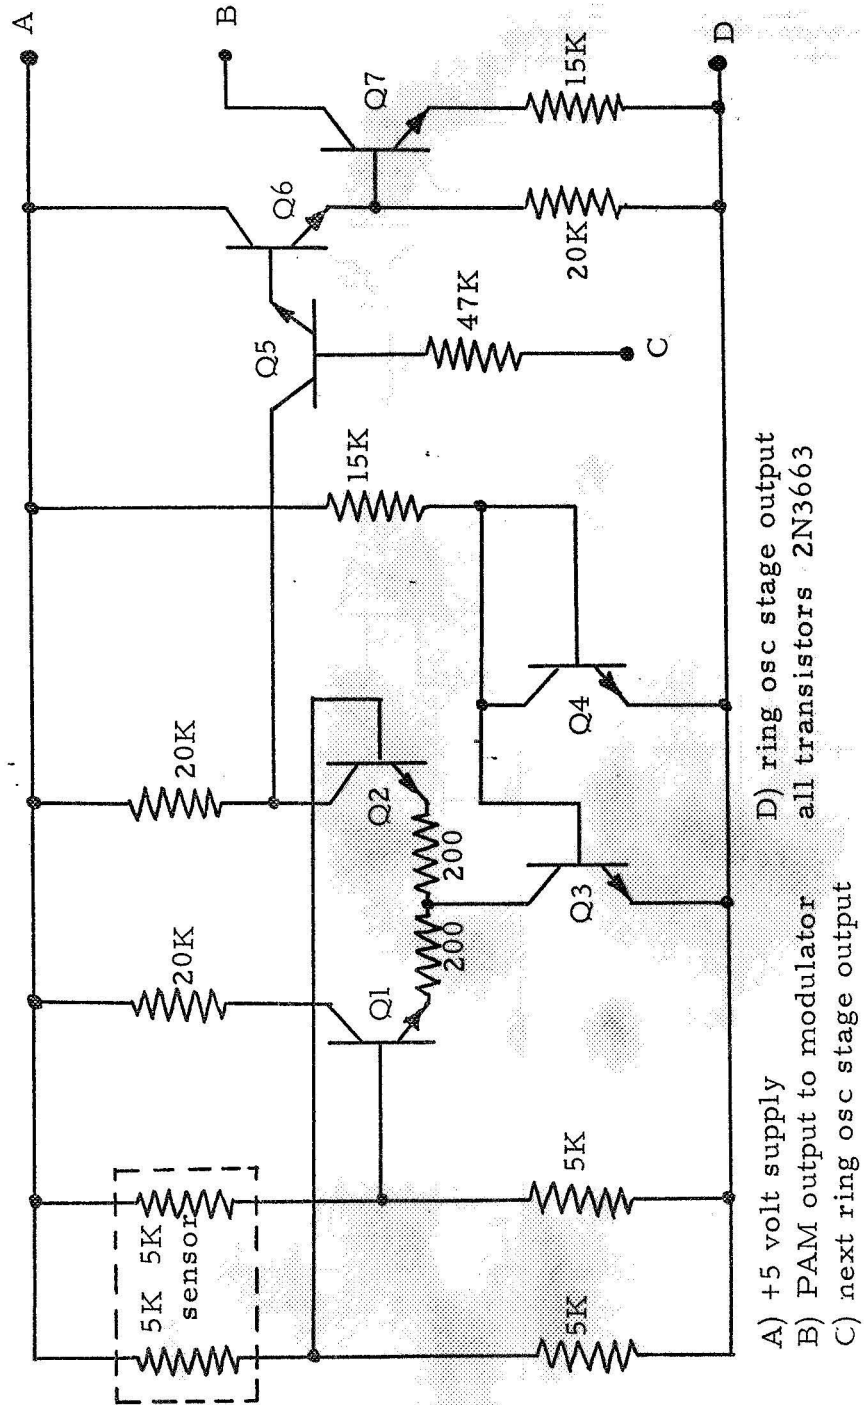 A
B
Q7
15K
D
Q6
20K
Q5
47K
C
15K
20K
Q2
200
Q4
20K
200
Q3
Q1
5K 5K
sensor
5K
5K
A) +5 volt supply
B) PAM output to modulator
C) next ring osc stage output
D) ring osc stage output
all transistors 2N3663